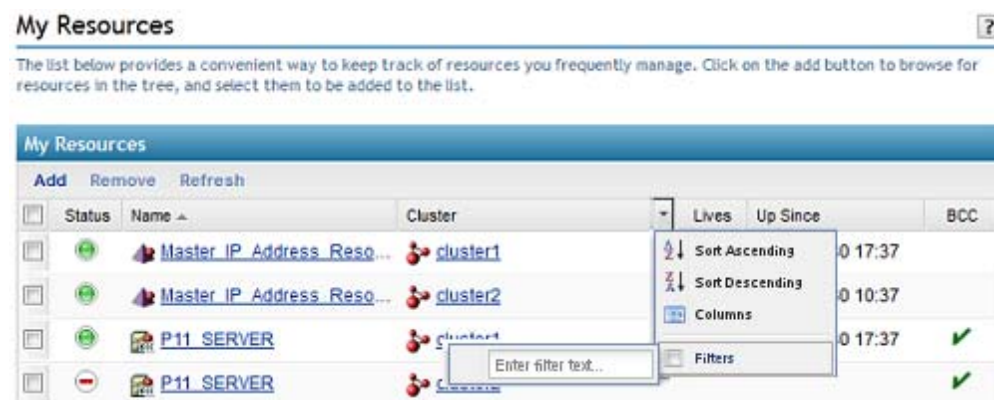 My Resources
?
The list below provides a convenient way to keep track of resources you frequently manage. Click on the add button to browse for
resources in the tree, and select them to be added to the list.
My Resources
Add Remove Refresh
Status Name Cluster Lives Up Since BCC
Master_IP_Address_Reso... cluster1 0 17:37
Sort Ascending
Master_IP_Address_Reso... cluster2 0 10:37
Sort Descending
Columns
P11_SERVER cluster1 0 17:37
Enter filter text... Filters
P11_SERVER